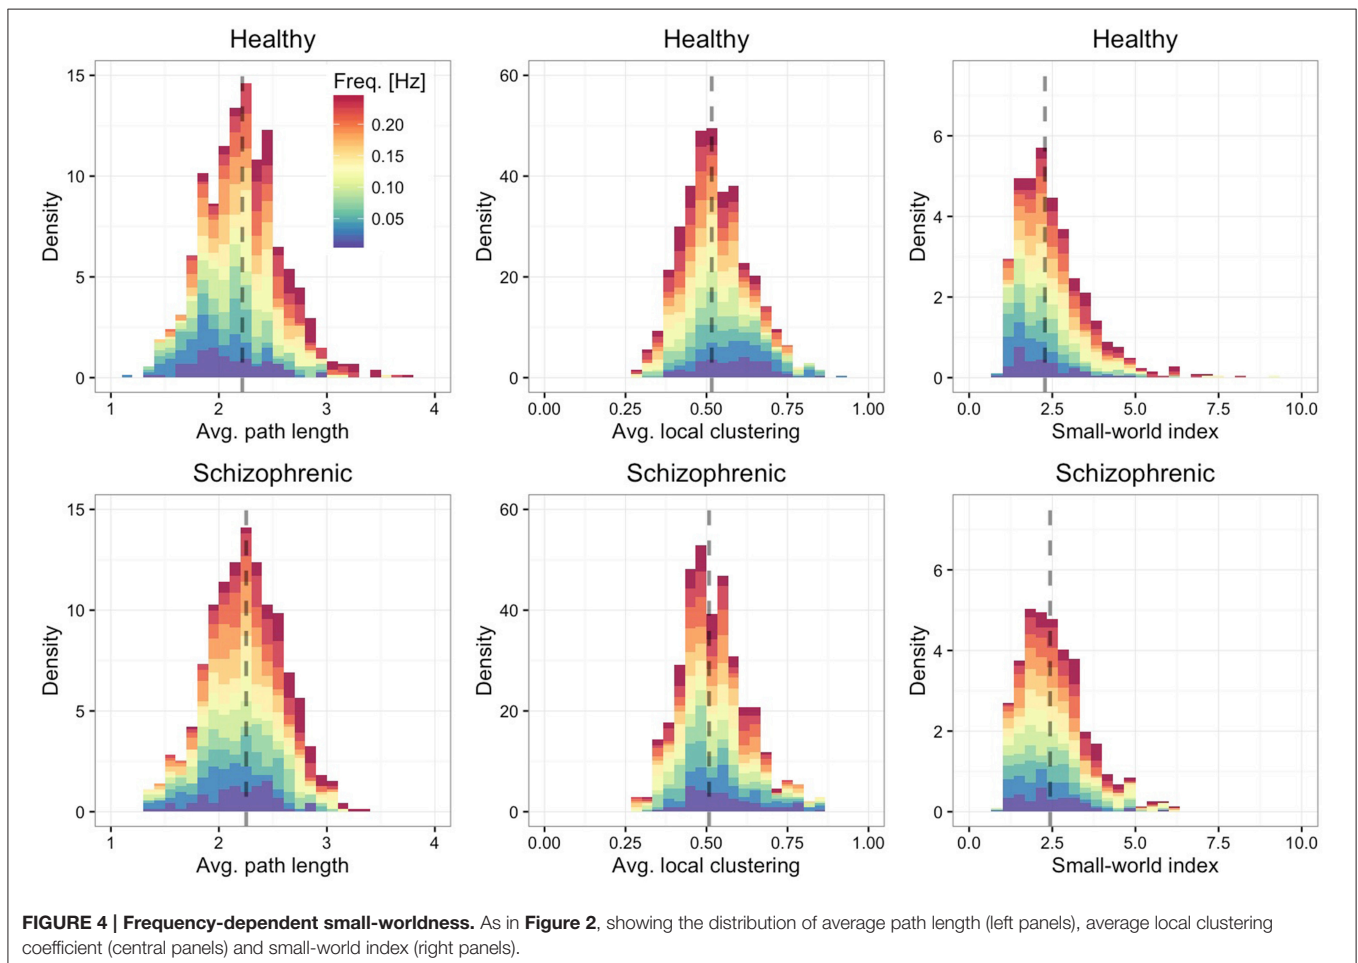 Healthy
Healthy
Healthy
Freq. [Hz]
0.20
0.15
0.10
0.05
Density
15
10
5
0
1
2
3
4
Avg. path length
Density
60
40
20
0
0.00
0.25
0.50
0.75
1.00
Avg. local clustering
Density
6
4
2
0
0.0
2.5
5.0
7.5
10.0
Small-world index
Schizophrenic
Schizophrenic
Schizophrenic
Density
15
10
5
0
1
2
3
4
Avg. path length
Density
60
40
20
0
0.00
0.25
0.50
0.75
1.00
Avg. local clustering
Density
6
4
2
0
0.0
2.5
5.0
7.5
10.0
Small-world index
FIGURE 4 | Frequency-dependent small-worldness. As in Figure 2, showing the distribution of average path length (left panels), average local clustering
coefficient (central panels) and small-world index (right panels).